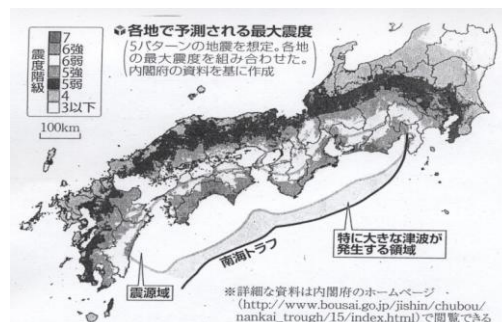 各地で予測される最大震度
5パターンの地震を想定。各地
の最大震度を組み合わせた。
内閣府の資料を基に作成
震度階級
7
6強
6弱
5強
5弱
4
3以下
100km
南海トラフ
特に大きな津波が
発生する領域
震源域
※詳細な資料は内閣府のホームページ
(http://www.bousai.go.jp/jishin/chubou/
nankai_trough/15/index.html)で閲覧できる